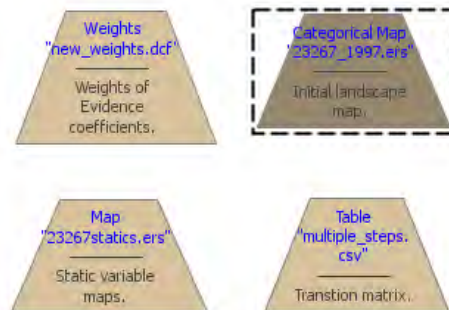 Weights
"new_weights.dcf"
Weights of
Evidence
coefficients.
Categorical Map
"23267_1997.ers"
Initial landscape
map.
Map
"23267statics.ers"
Static variable
maps.
Table
"multiple_steps.
csv"
Transtion matrix.